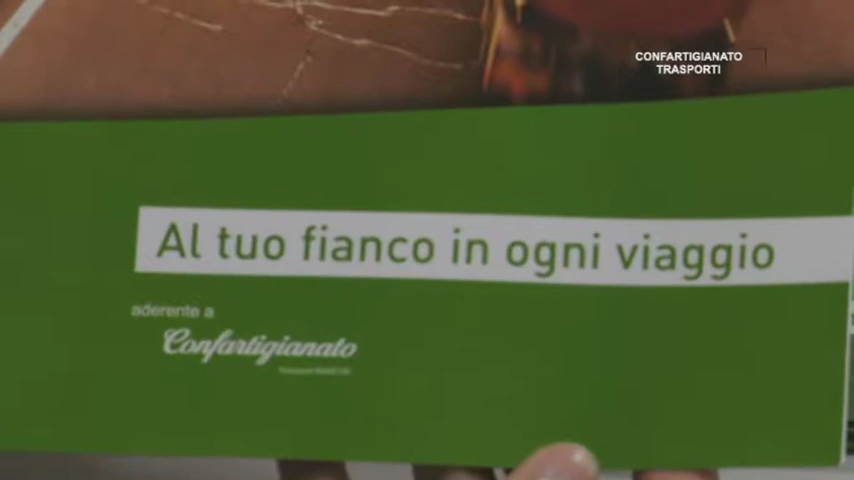 CONFARTIGIANATO
TRASPORTI
Al tuo fianco in ogni viaggio
aderente a
Confartigianato